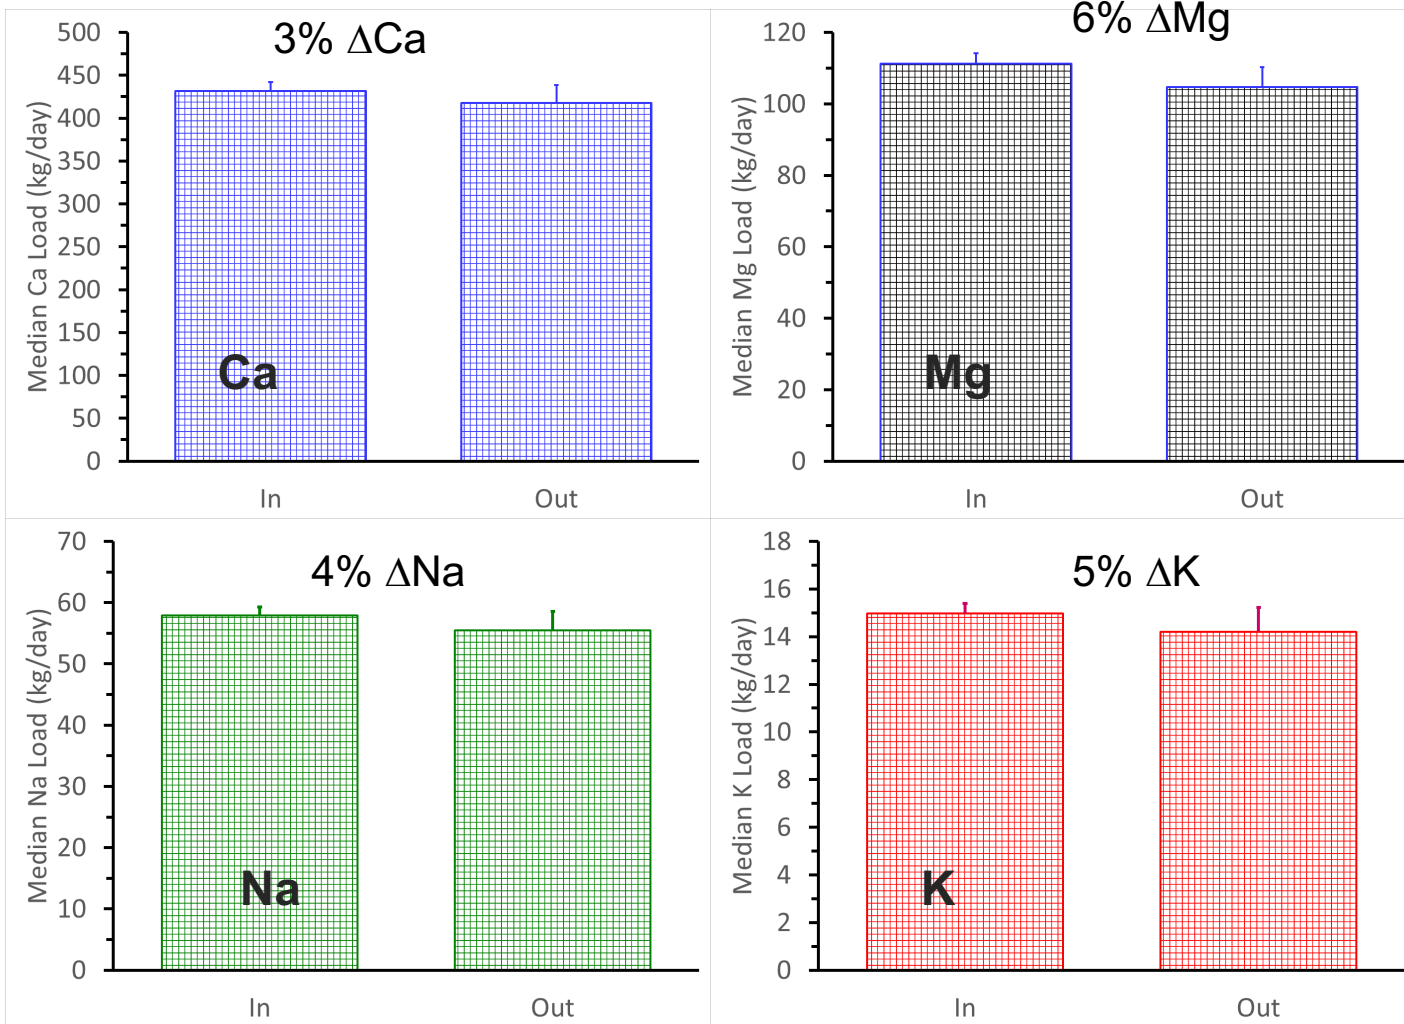 3% ΔCa
Median Ca Load (kg/day)
500
450
400
350
300
250
200
150
100
50
0
Ca
In
Out
6% ΔMg
Median Mg Load (kg/day)
120
100
80
60
40
20
0
Mg
In
Out
4% ΔNa
Median Na Load (kg/day)
70
60
50
40
30
20
10
0
Na
In
Out
5% ΔK
Median K Load (kg/day)
18
16
14
12
10
8
6
4
2
0
K
In
Out